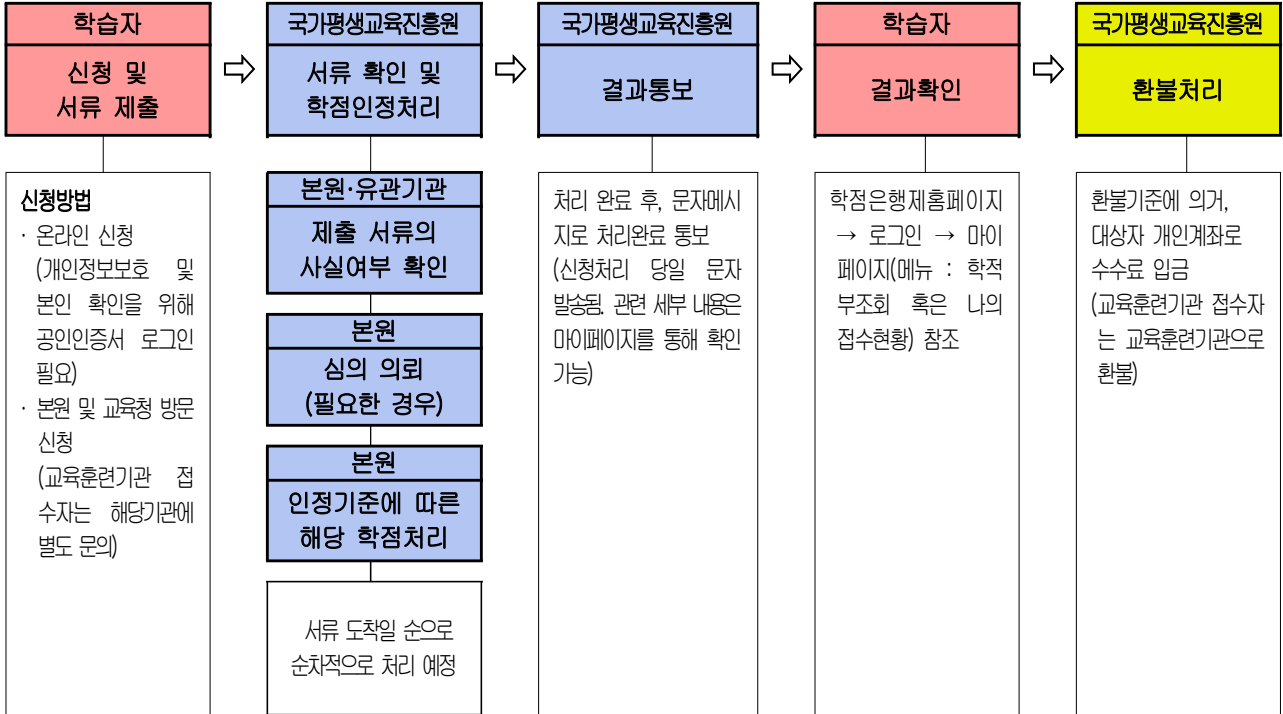 학습자
신청 및
서류 제출
신청방법
· 온라인 신청
(개인정보보호 및
본인 확인을 위해
공인인증서 로그인
필요)
· 본원 및 교육청 방문
신청
(교육훈련기관 접
수자는 해당기관에
별도 문의)
⇨
국가평생교육진흥원
서류 확인 및
학점인정처리
본원·유관기관
제출 서류의
사실여부 확인
본원
심의 의뢰
(필요한 경우)
본원
인정기준에 따른
해당 학점처리
서류 도착일 순으로
순차적으로 처리 예정
⇨
국가평생교육진흥원
결과통보
처리 완료 후, 문자메시
지로 처리완료 통보
(신청처리 당일 문자
발송됨. 관련 세부 내용은
마이페이지를 통해 확인
가능)
⇨
학습자
결과확인
학점은행제홈페이지
→ 로그인 → 마이
페이지(메뉴 : 학적
부조회 혹은 나의
접수현황) 참조
⇨
국가평생교육진흥원
환불처리
환불기준에 의거,
대상자 개인계좌로
수수료 입금
(교육훈련기관 접수자
는 교육훈련기관으로
환불)